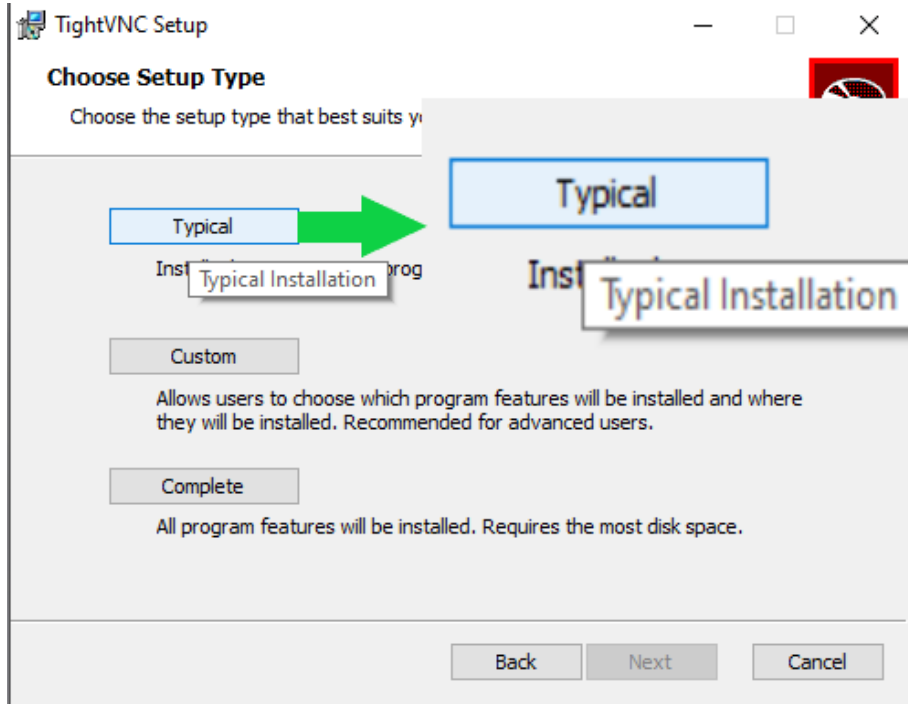 TightVNC Setup
Choose Setup Type
Choose the setup type that best suits
Typical
Typical
Inst prog
Typical Installation
Inst
Typical Installation
Custom
Allows users to choose which program features will be installed and where
they will be installed. Recommended for advanced users.
Complete
All program features will be installed. Requires the most disk space.
Back Next Cancel